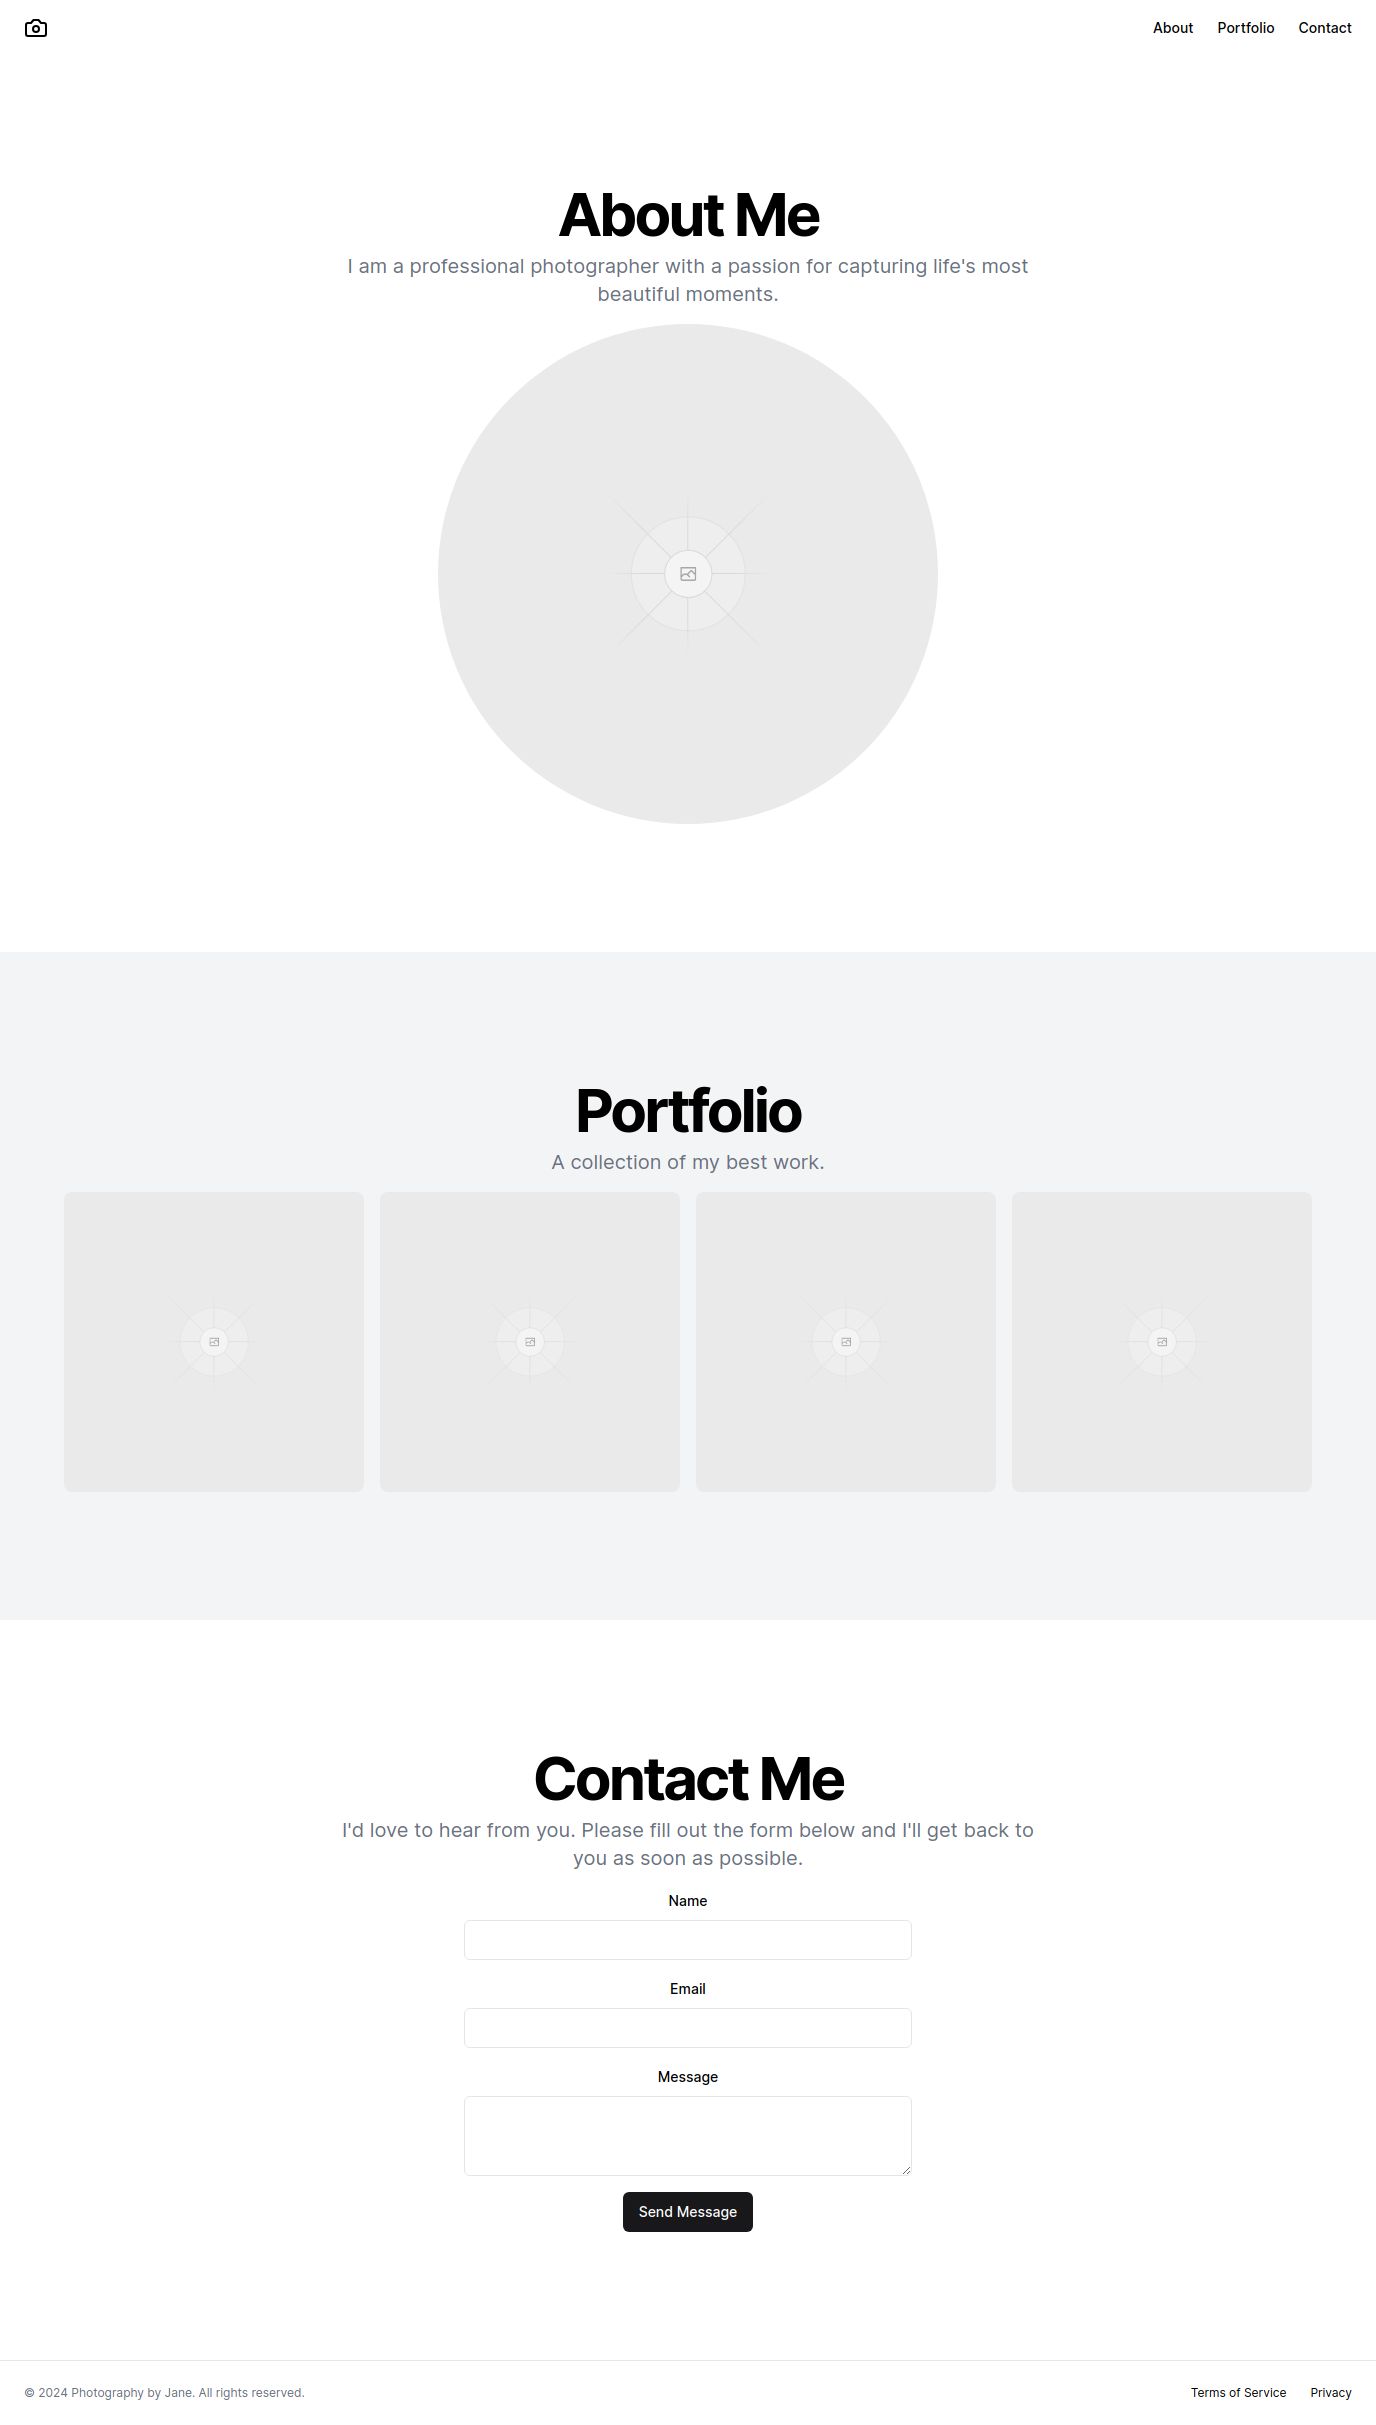 About
Portfolio
Contact
About Me
I am a professional photographer with a passion for capturing life's most
beautiful moments.
Portfolio
A collection of my best work.
Contact Me
I'd love to hear from you. Please fill out the form below and I'll get back to
you as soon as possible.
Name
Email
Message
Send Message
© 2024 Photography by Jane. All rights reserved.
Terms of Service
Privacy